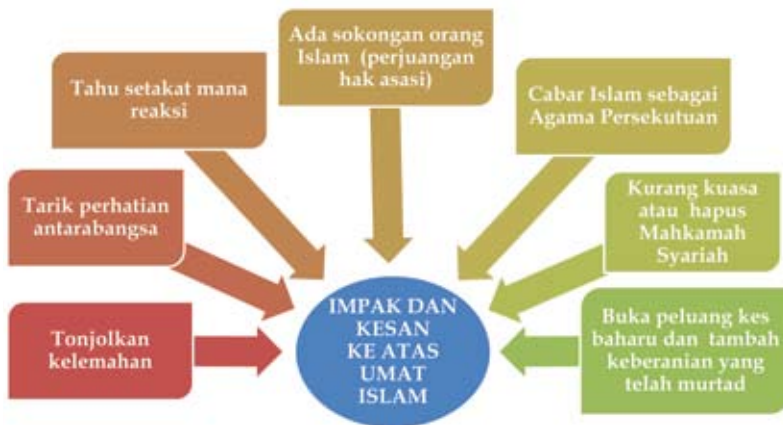 Ada sokongan orang
Islam (perjuangan
hak asasi)
Tahu setakat mana
reaksi
Cabar Islam sebagai
Agama Persekutuan
Tarik perhatian
antarabangsa
Kurang kuasa
atau hapus
Mahkamah
Syariah
Tonjolkan
kelemahan
IMPAK DAN
KESAN
KE ATAS
UMAT
ISLAM
Buka peluang kes
baharu dan tambah
keberanian yang
telah murtad